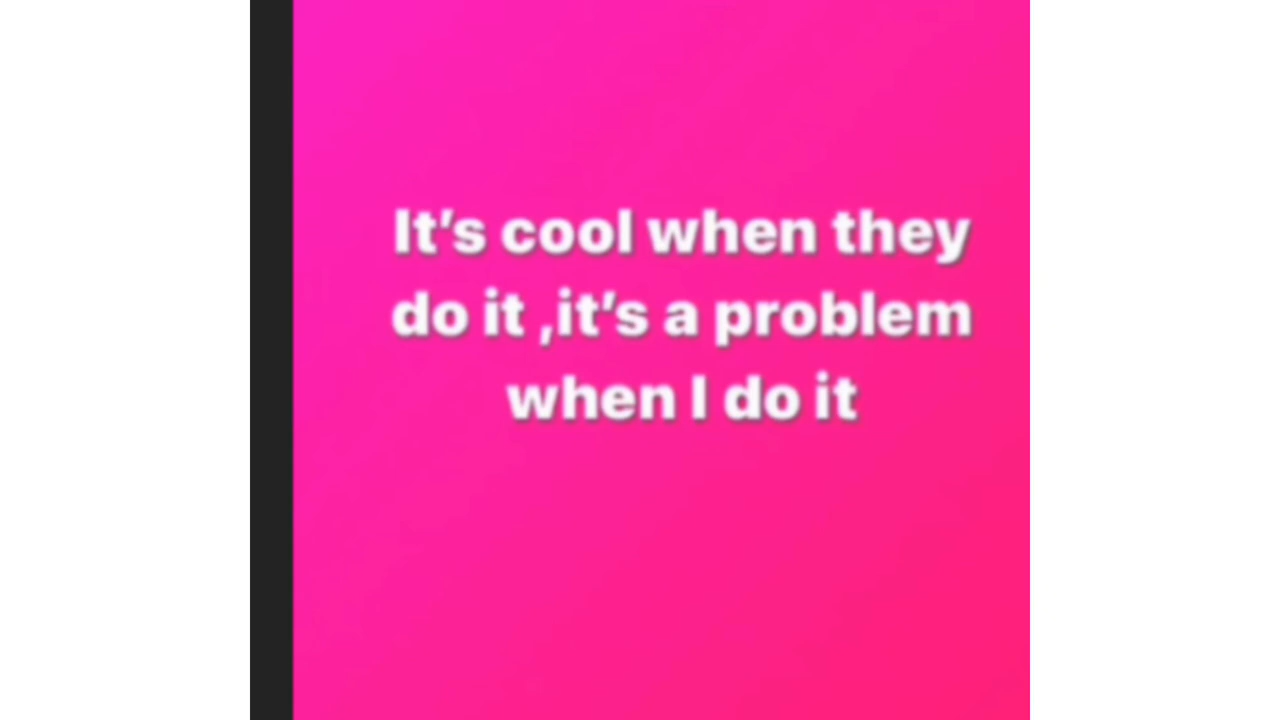 It’s cool when they
do it ,it’s a problem
when I do it